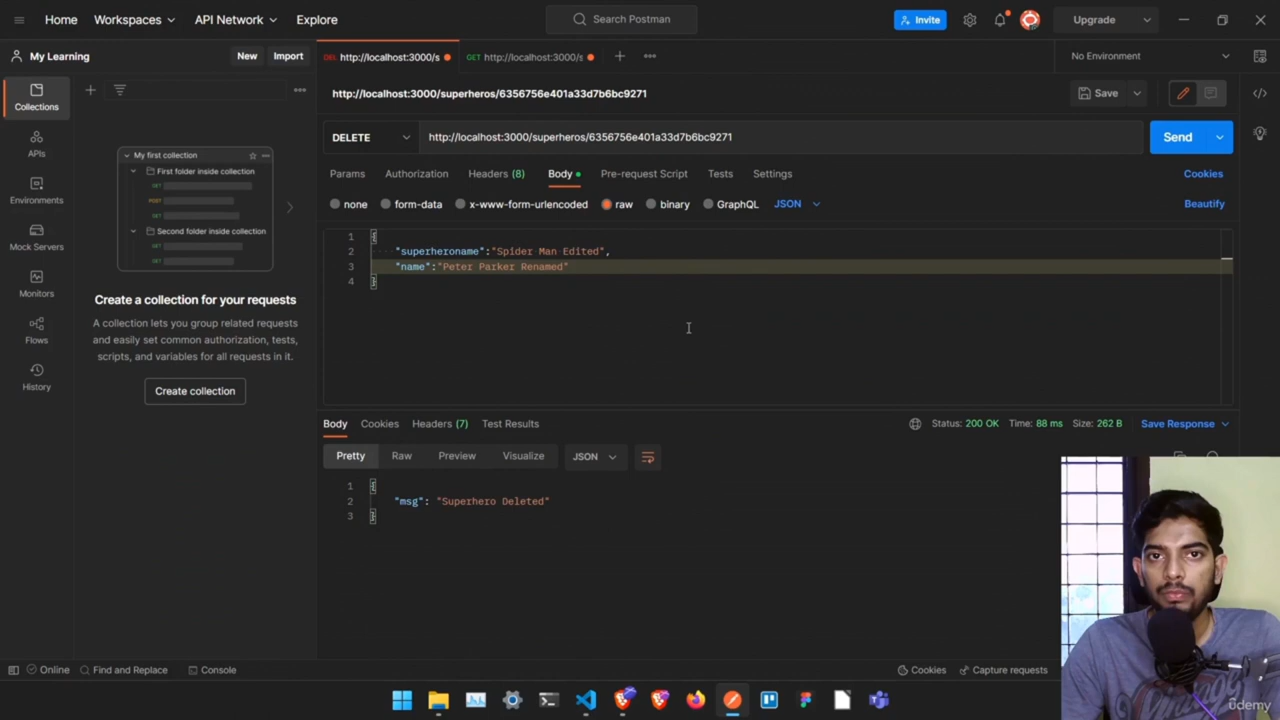 Home
Workspaces
API Network
Explore
Search Postman
Invite
Upgrade
My Learning
New
Import
DEL http://localhost:3000/s
GET http://localhost:3000/s
No Environment
http://localhost:3000/superheros/6356756e401a33d7b6bc9271
Save
DELETE
http://localhost:3000/superheros/6356756e401a33d7b6bc9271
Send
Params
Authorization
Headers (8)
Body
Pre-request Script
Tests
Settings
Cookies
none
form-data
x-www-form-urlencoded
raw
binary
GraphQL
JSON
Beautify
1 {
2 "superheroname":"Spider Man Edited",
3 "name":"Peter Parker Renamed"
4 }
Collections
APIs
Environments
Mock Servers
Monitors
Flows
History
My first collection
First folder inside collection
GET
POST
GET
Second folder inside collection
GET
GET
Create a collection for your requests
A collection lets you group related requests
and easily set common authorization, tests,
scripts, and variables for all requests in it.
Create collection
Body
Cookies
Headers (7)
Test Results
Status: 200 OK
Time: 88 ms
Size: 262 B
Save Response
Pretty
Raw
Preview
Visualize
JSON
1 {
2 "msg": "Superhero Deleted"
3 }
Online
Find and Replace
Console
Cookies
Capture requests
udemy